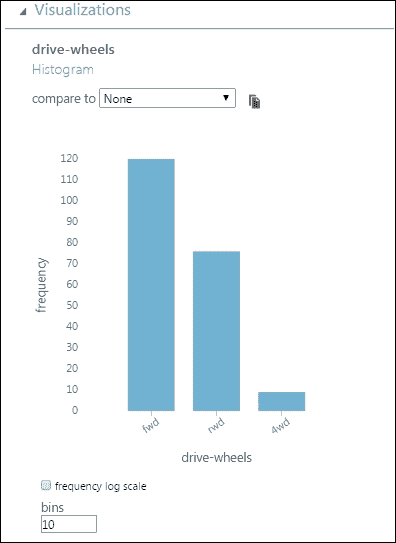 Visualizations
drive-wheels
Histogram
compare to None
120
110
100
90
80
70
60
50
40
30
20
10
0
frequency
fwd
rwd
4wd
drive-wheels
frequency log scale
bins
10